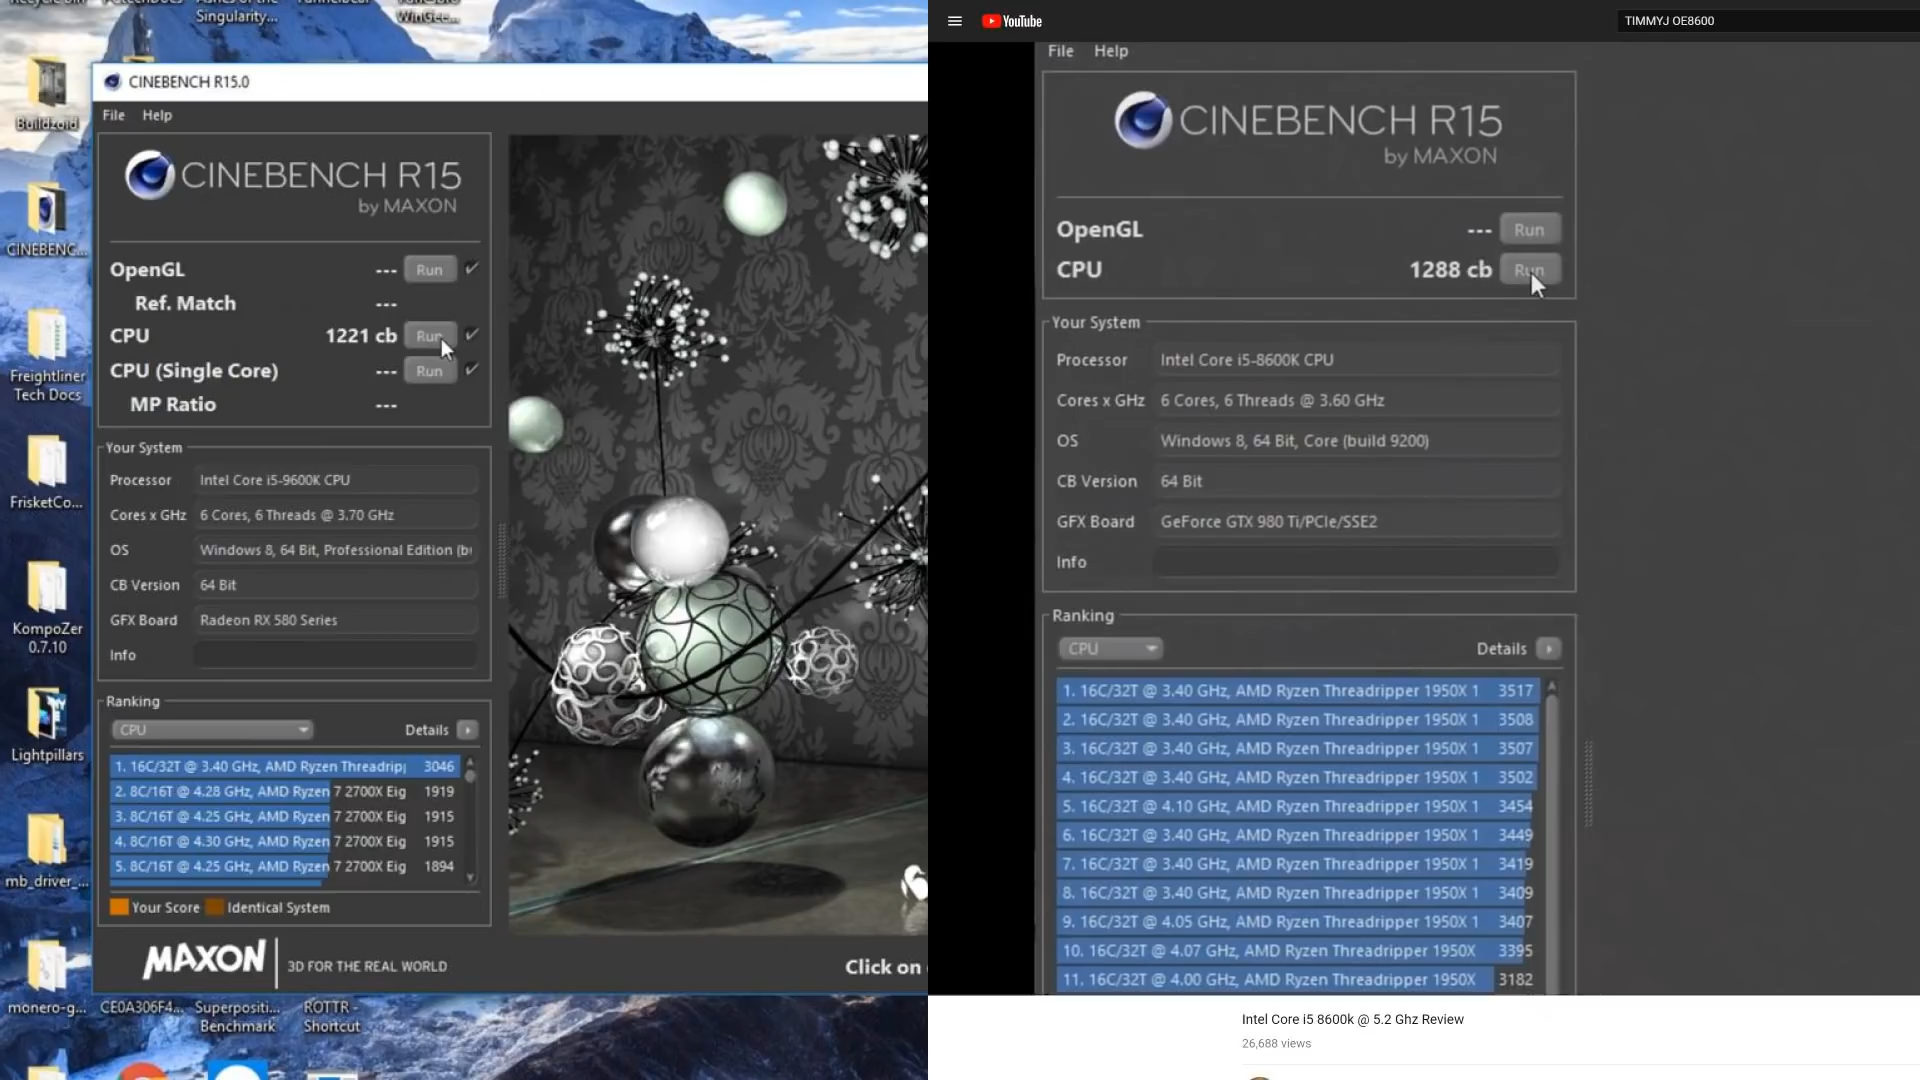 Singularity...
WinGec...
Buildzoid
CINEBENC...
Freightliner
Tech Docs
FrisketCo...
KompoZer
0.7.10
Lightpillars
mb_driver_...
monero-g...
CINEBENCH R15.0
File Help
CINEBENCH R15
by MAXON
OpenGL --- Run
Ref. Match ---
CPU 1221 cb Run
CPU (Single Core) --- Run
MP Ratio ---
Your System
Processor Intel Core i5-9600K CPU
Cores x GHz 6 Cores, 6 Threads @ 3.70 GHz
OS Windows 8, 64 Bit, Professional Edition (b
CB Version 64 Bit
GFX Board Radeon RX 580 Series
Info
Ranking
CPU Details
1. 16C/32T @ 3.40 GHz, AMD Ryzen Threadrip 3046
2. 8C/16T @ 4.28 GHz, AMD Ryzen 7 2700X Eig 1919
3. 8C/16T @ 4.25 GHz, AMD Ryzen 7 2700X Eig 1915
4. 8C/16T @ 4.30 GHz, AMD Ryzen 7 2700X Eig 1915
5. 8C/16T @ 4.25 GHz, AMD Ryzen 7 2700X Eig 1894
Your Score Identical System
MAXON 3D FOR THE REAL WORLD
Click on
CE0A306F4...
Superpositi...
Benchmark
ROTTR -
Shortcut
YouTube
TIMMYJ OE8600
File Help
CINEBENCH R15
by MAXON
OpenGL --- Run
CPU 1288 cb Run
Your System
Processor Intel Core i5-8600K CPU
Cores x GHz 6 Cores, 6 Threads @ 3.60 GHz
OS Windows 8, 64 Bit, Core (build 9200)
CB Version 64 Bit
GFX Board GeForce GTX 980 Ti/PCIe/SSE2
Info
Ranking
CPU Details
1. 16C/32T @ 3.40 GHz, AMD Ryzen Threadripper 1950X 1 3517
2. 16C/32T @ 3.40 GHz, AMD Ryzen Threadripper 1950X 1 3508
3. 16C/32T @ 3.40 GHz, AMD Ryzen Threadripper 1950X 1 3507
4. 16C/32T @ 3.40 GHz, AMD Ryzen Threadripper 1950X 1 3502
5. 16C/32T @ 4.10 GHz, AMD Ryzen Threadripper 1950X 1 3454
6. 16C/32T @ 3.40 GHz, AMD Ryzen Threadripper 1950X 1 3449
7. 16C/32T @ 3.40 GHz, AMD Ryzen Threadripper 1950X 1 3419
8. 16C/32T @ 3.40 GHz, AMD Ryzen Threadripper 1950X 1 3409
9. 16C/32T @ 4.05 GHz, AMD Ryzen Threadripper 1950X 1 3407
10. 16C/32T @ 4.07 GHz, AMD Ryzen Threadripper 1950X 3395
11. 16C/32T @ 4.00 GHz, AMD Ryzen Threadripper 1950X 3182
Intel Core i5 8600k @ 5.2 Ghz Review
26,688 views